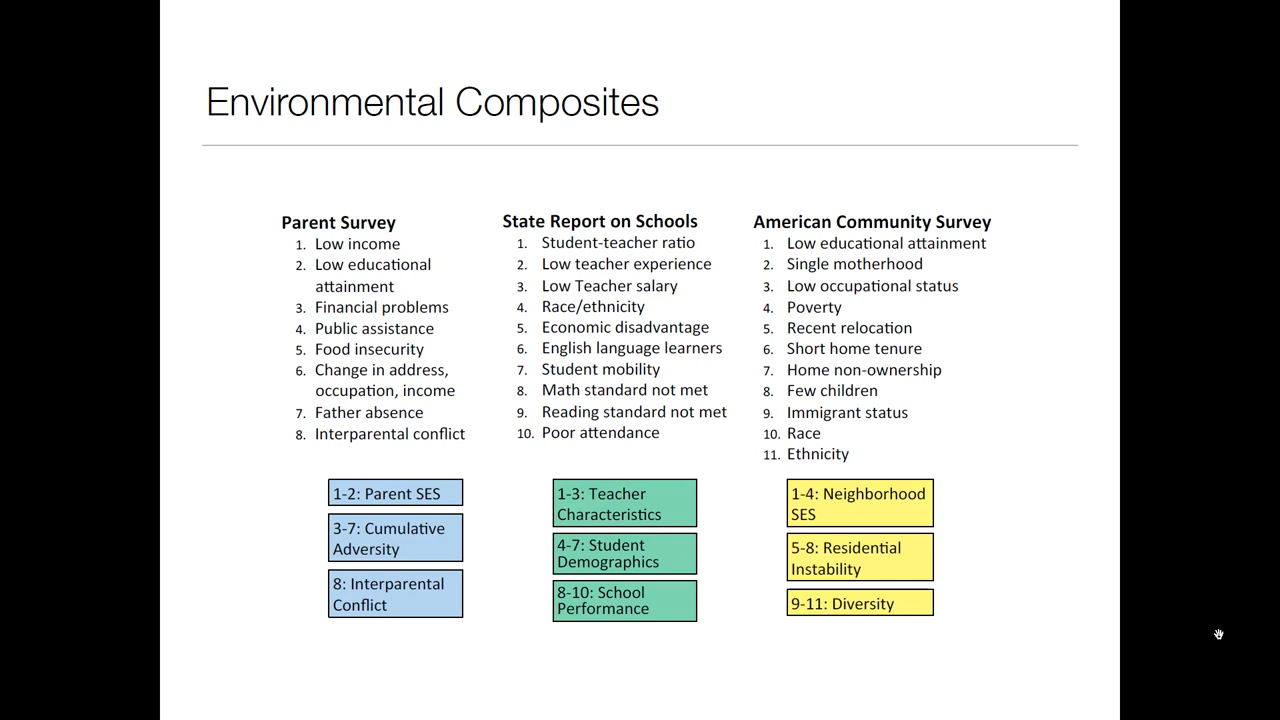 Environmental Composites
Parent Survey
1. Low income
2. Low educational
attainment
3. Financial problems
4. Public assistance
5. Food insecurity
6. Change in address,
occupation, income
7. Father absence
8. Interparental conflict
1-2: Parent SES
3-7: Cumulative
Adversity
8: Interparental
Conflict
State Report on Schools
1. Student-teacher ratio
2. Low teacher experience
3. Low Teacher salary
4. Race/ethnicity
5. Economic disadvantage
6. English language learners
7. Student mobility
8. Math standard not met
9. Reading standard not met
10. Poor attendance
1-3: Teacher
Characteristics
4-7: Student
Demographics
8-10: School
Performance
American Community Survey
1. Low educational attainment
2. Single motherhood
3. Low occupational status
4. Poverty
5. Recent relocation
6. Short home tenure
7. Home non-ownership
8. Few children
9. Immigrant status
10. Race
11. Ethnicity
1-4: Neighborhood
SES
5-8: Residential
Instability
9-11: Diversity